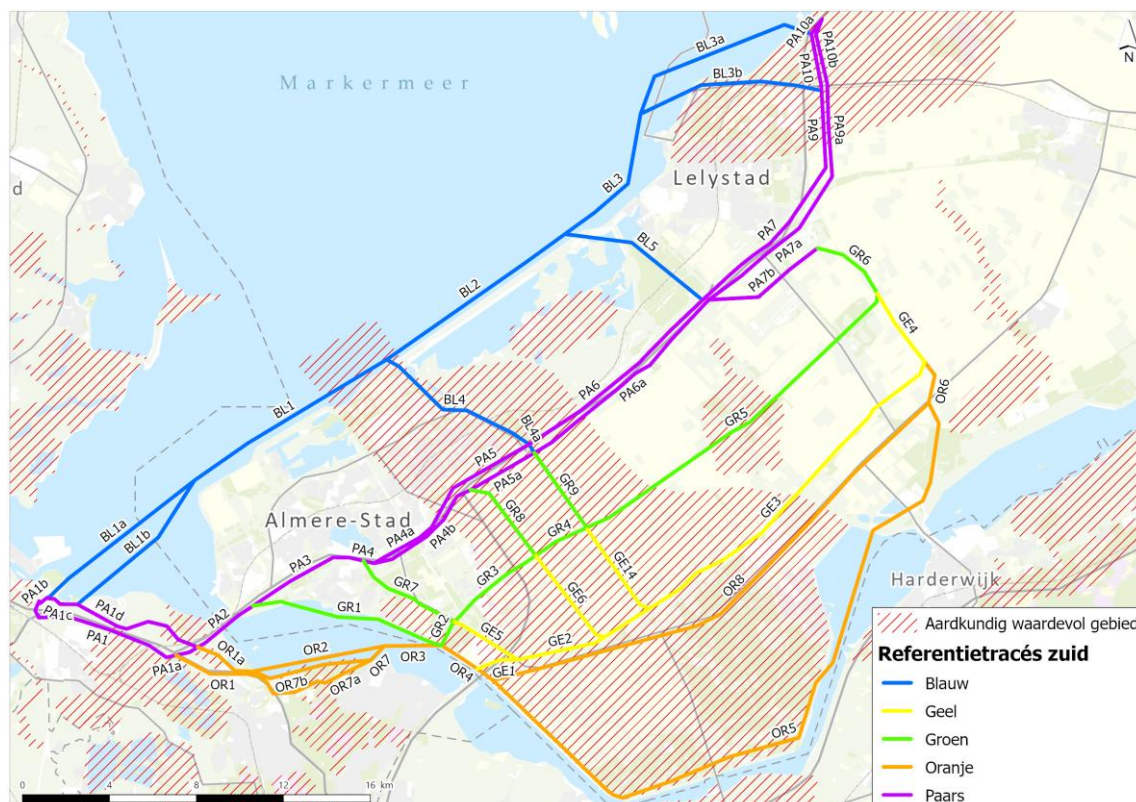 PA10a
BL3a
PA10b
N
Markermeer
BL3b
PA10
PA9
PA9a
d
Lelystad
BL3
PA7
PA7a
BL5
GR6
BL2
PA7b
GE4
PA6
PA6a
OR6
BL1
BL4
GR5
BL4a
PA5
PA5a
GR9
GE3
BL1a
BL1b
Almere-Stad
GR8
GR4
PA4a
PA4b
PA3
PA4
GE14
PA1b
GR7
GR3
GE6
OR8
Harderwijk
PA1c
PA1d
PA2
GR1
PA1
GR2
GE5
GE2
PA1a
OR1a
OR2
OR3
OR7
OR4
GE1
OR1
OR7b
OR7a
OR5
Aardkundig waardevol gebied
Referentietracés zuid
Blauw
Geel
Groen
Oranje
Paars
0 4 8 12 16 km